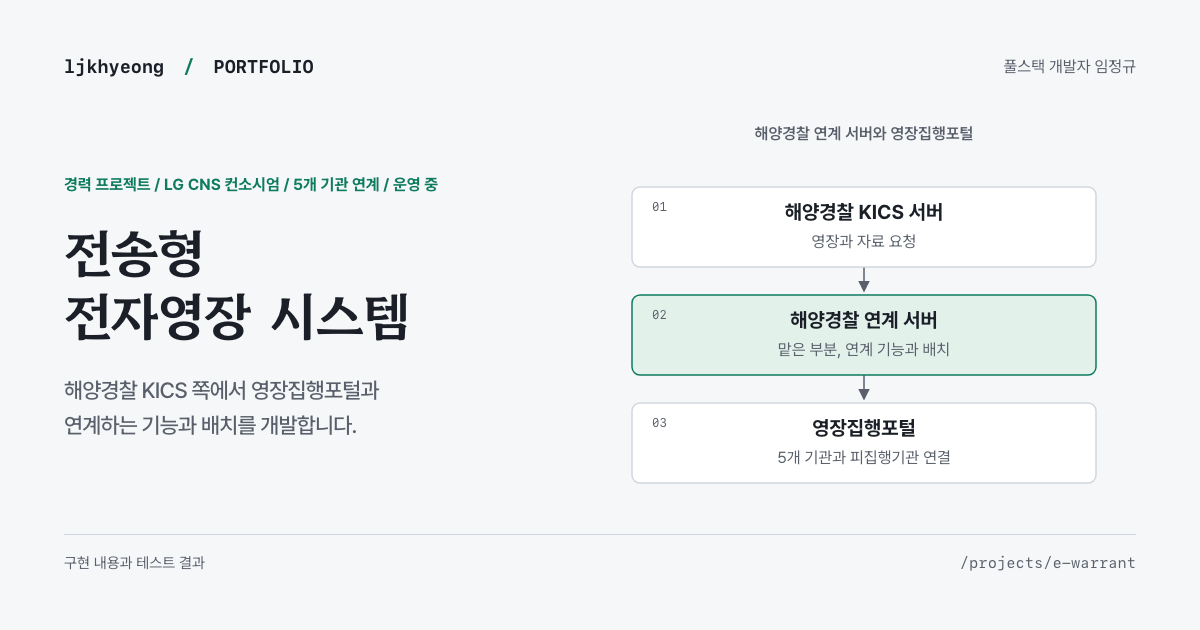 ljkhyeong / PORTFOLIO
풀스택 개발자 임정규
경력 프로젝트 / LG CNS 컨소시엄 / 5개 기관 연계 / 운영 중
전송형
전자영장 시스템
해양경찰 KICS 쪽에서 영장집행포털과
연계하는 기능과 배치를 개발합니다.
해양경찰 연계 서버와 영장집행포털
01
해양경찰 KICS 서버
영장과 자료 요청
02
해양경찰 연계 서버
맡은 부분, 연계 기능과 배치
03
영장집행포털
5개 기관과 피집행기관 연결
구현 내용과 테스트 결과
/projects/e-warrant